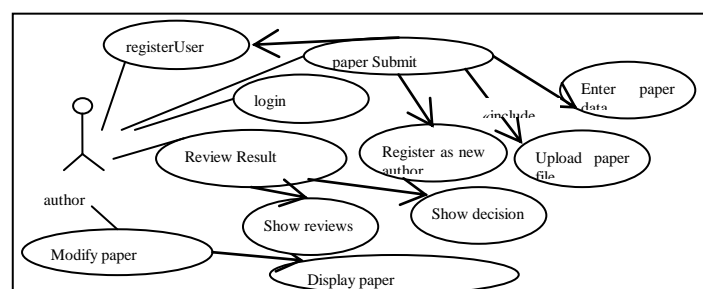 registerUser
paper Submit
login
Enter paper
data
«include
Review Result
Register as new
author
Upload paper
file
author
Show reviews
Show decision
Modify paper
Display paper